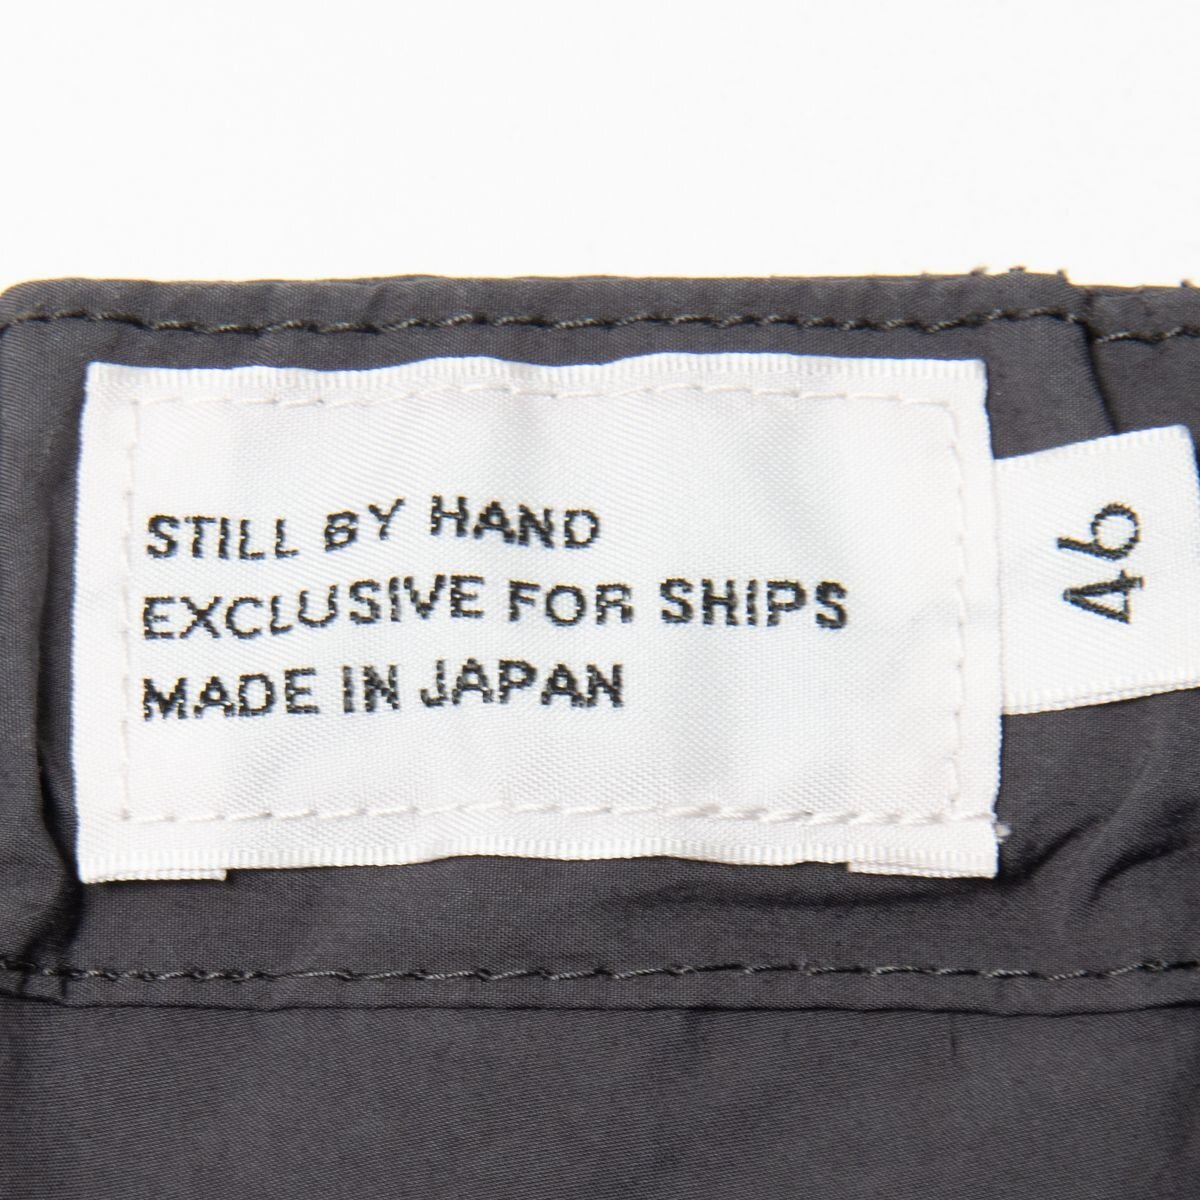 STILL BY HAND
EXCLUSIVE FOR SHIPS
MADE IN JAPAN
46